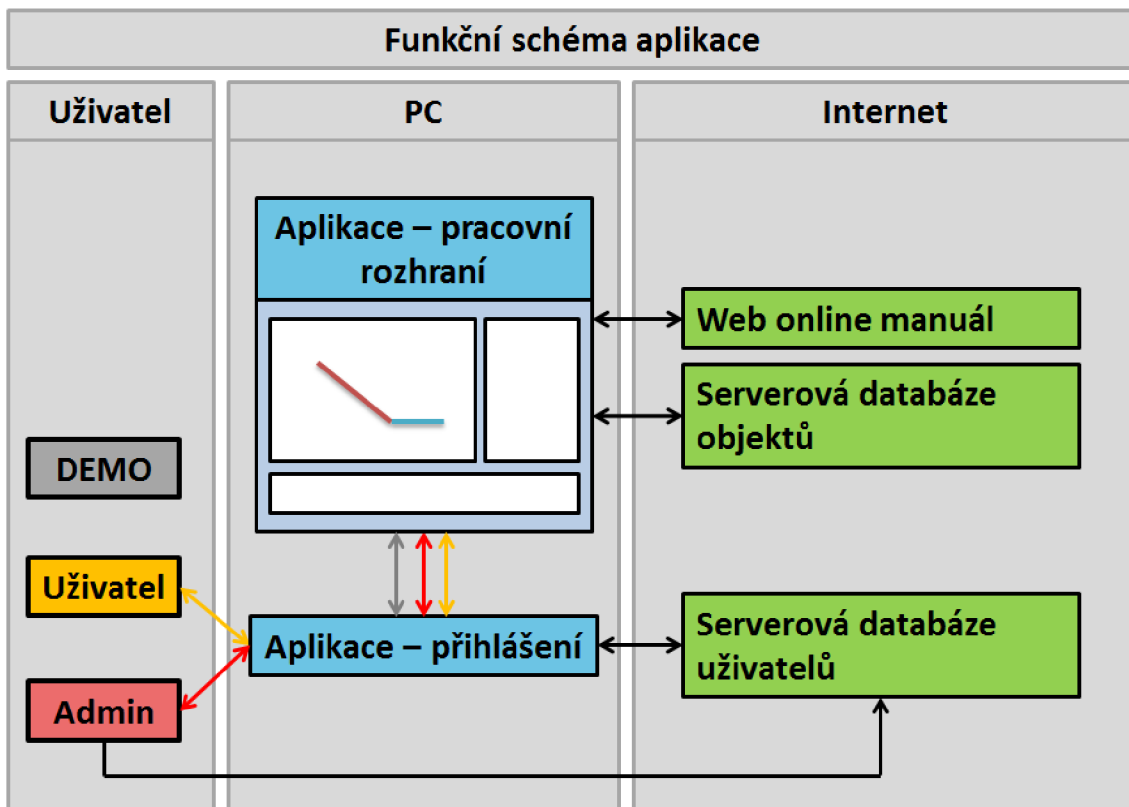 Funkční schéma aplikace
Uživatel
PC
Internet
Aplikace – pracovní
rozhraní
Web online manuál
Serverová databáze
objektů
DEMO
Uživatel
Aplikace – přihlášení
Serverová databáze
uživatelů
Admin